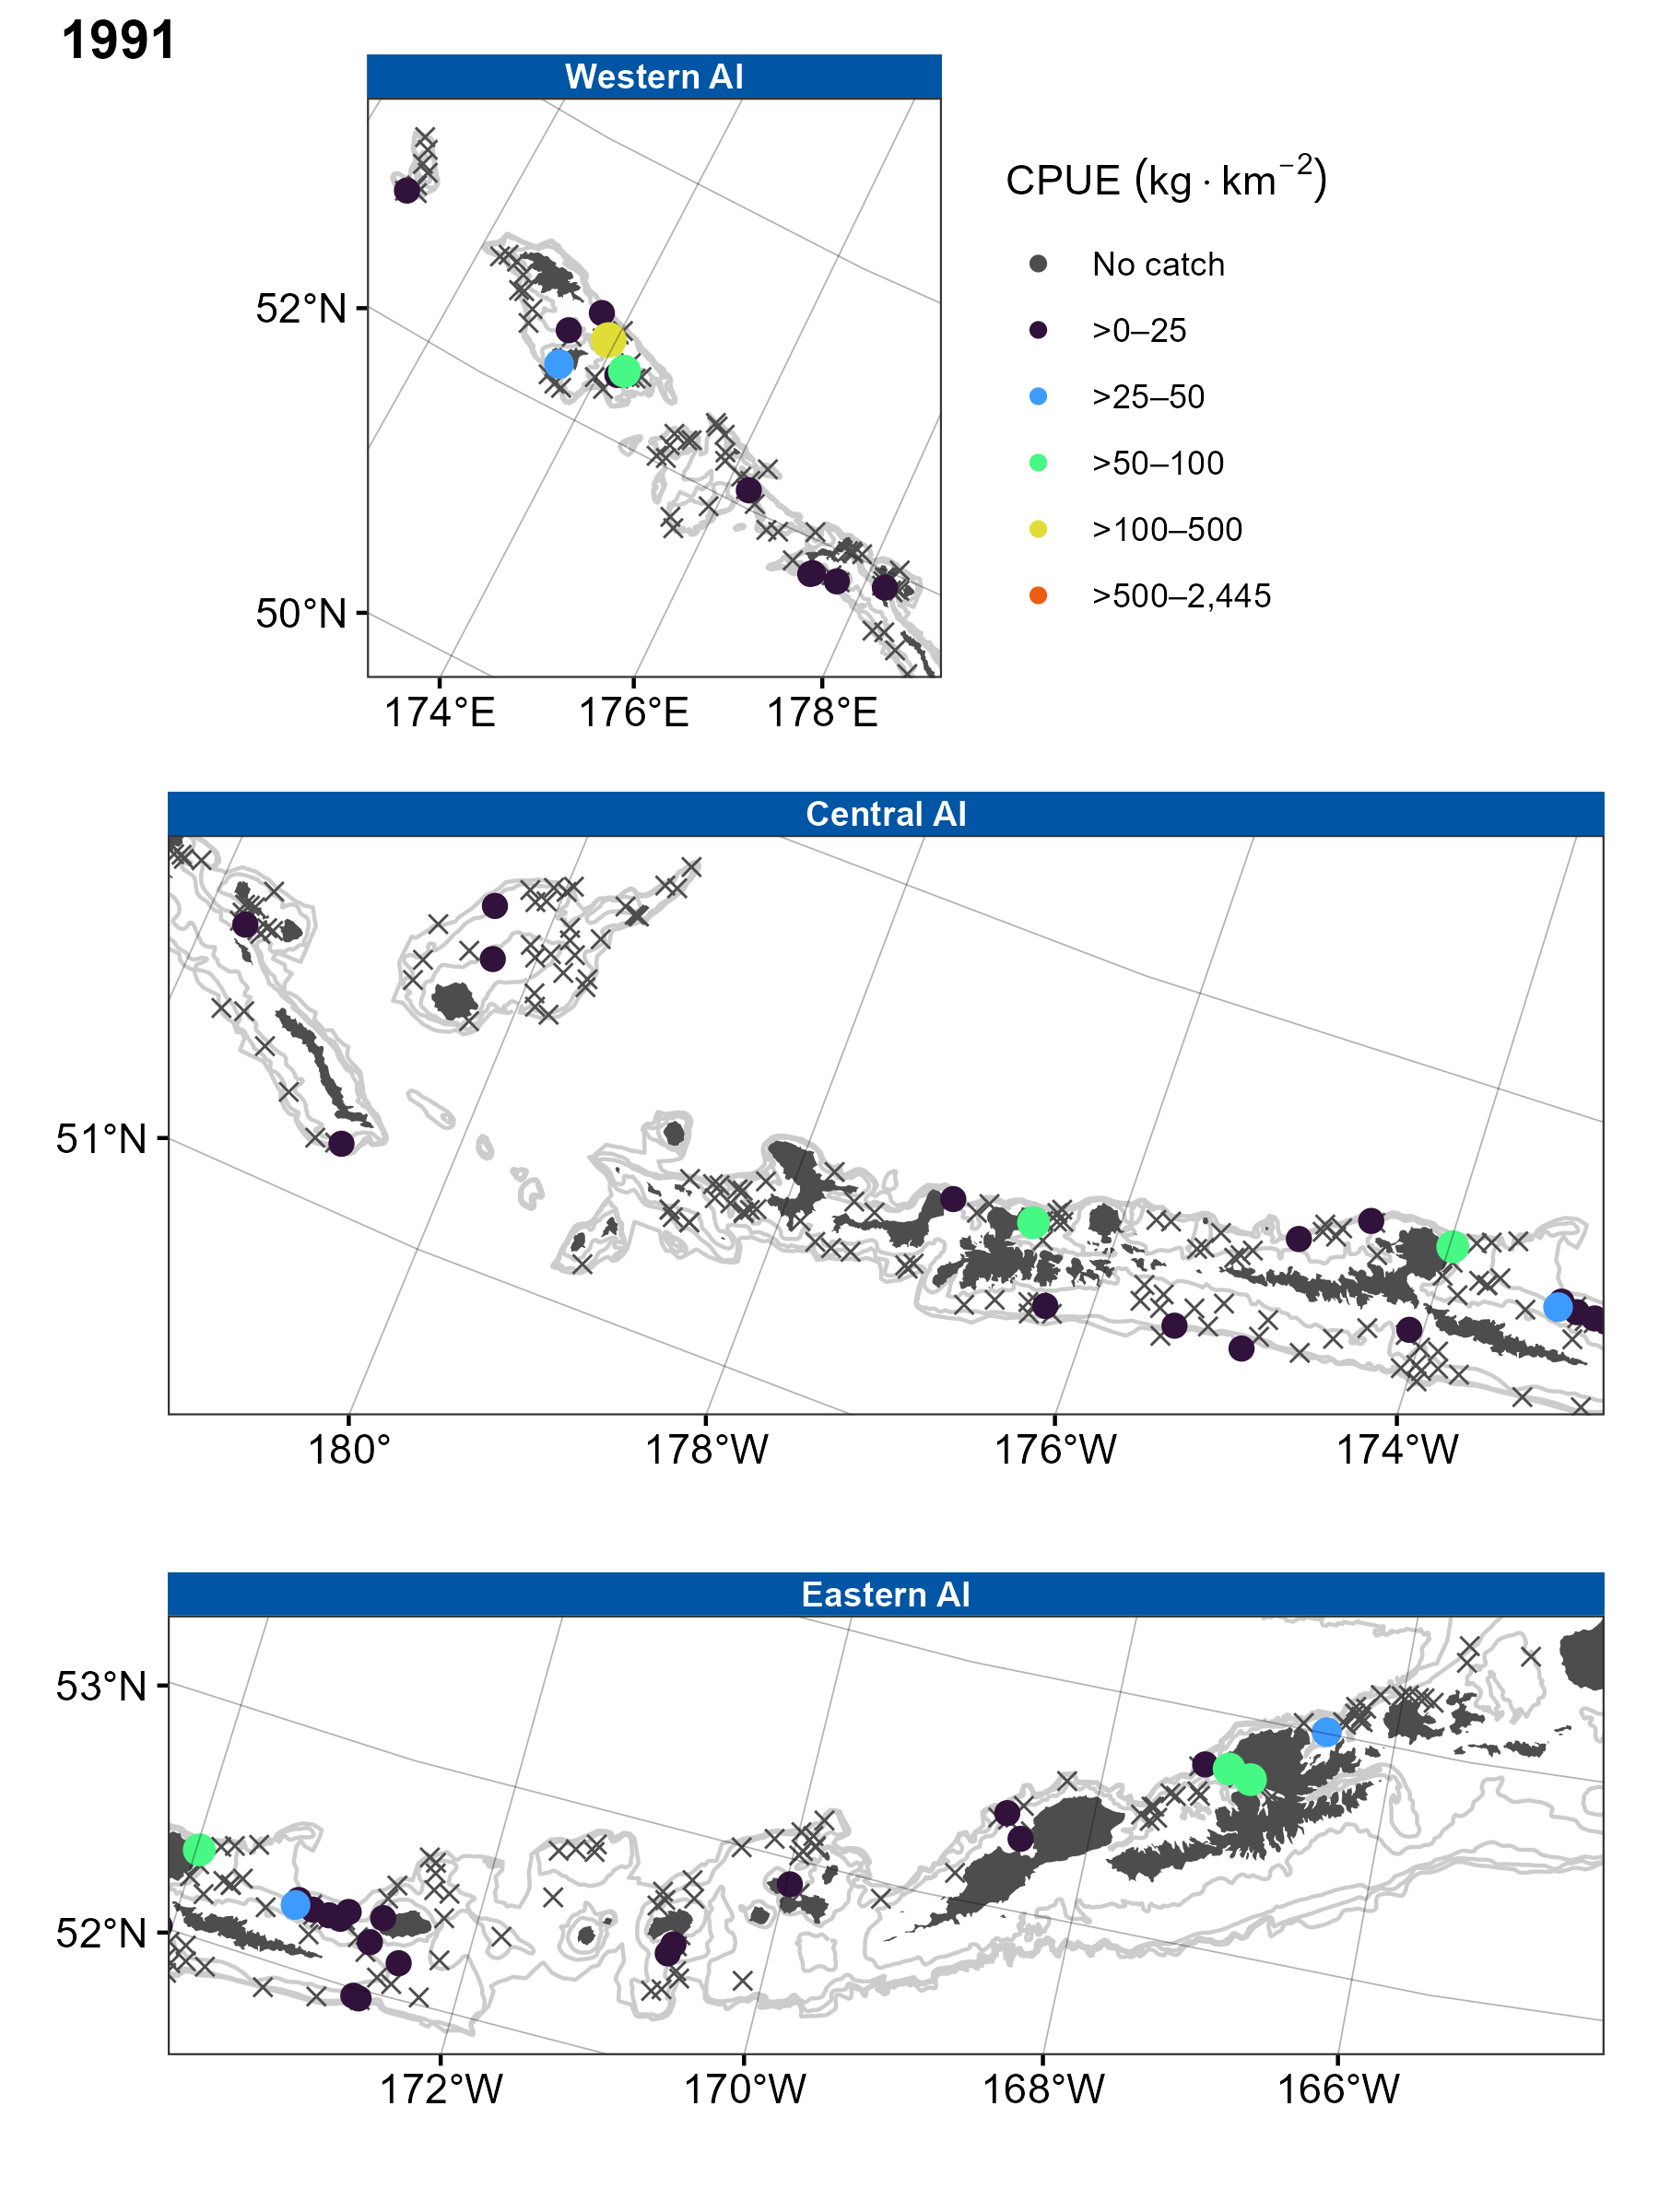 1991
Western AI
CPUE (kg · km⁻²)
No catch
>0–25
>25–50
>50–100
>100–500
>500–2,445
52°N
50°N
174°E 176°E 178°E
Central AI
51°N
180° 178°W 176°W 174°W
Eastern AI
53°N
52°N
172°W 170°W 168°W 166°W